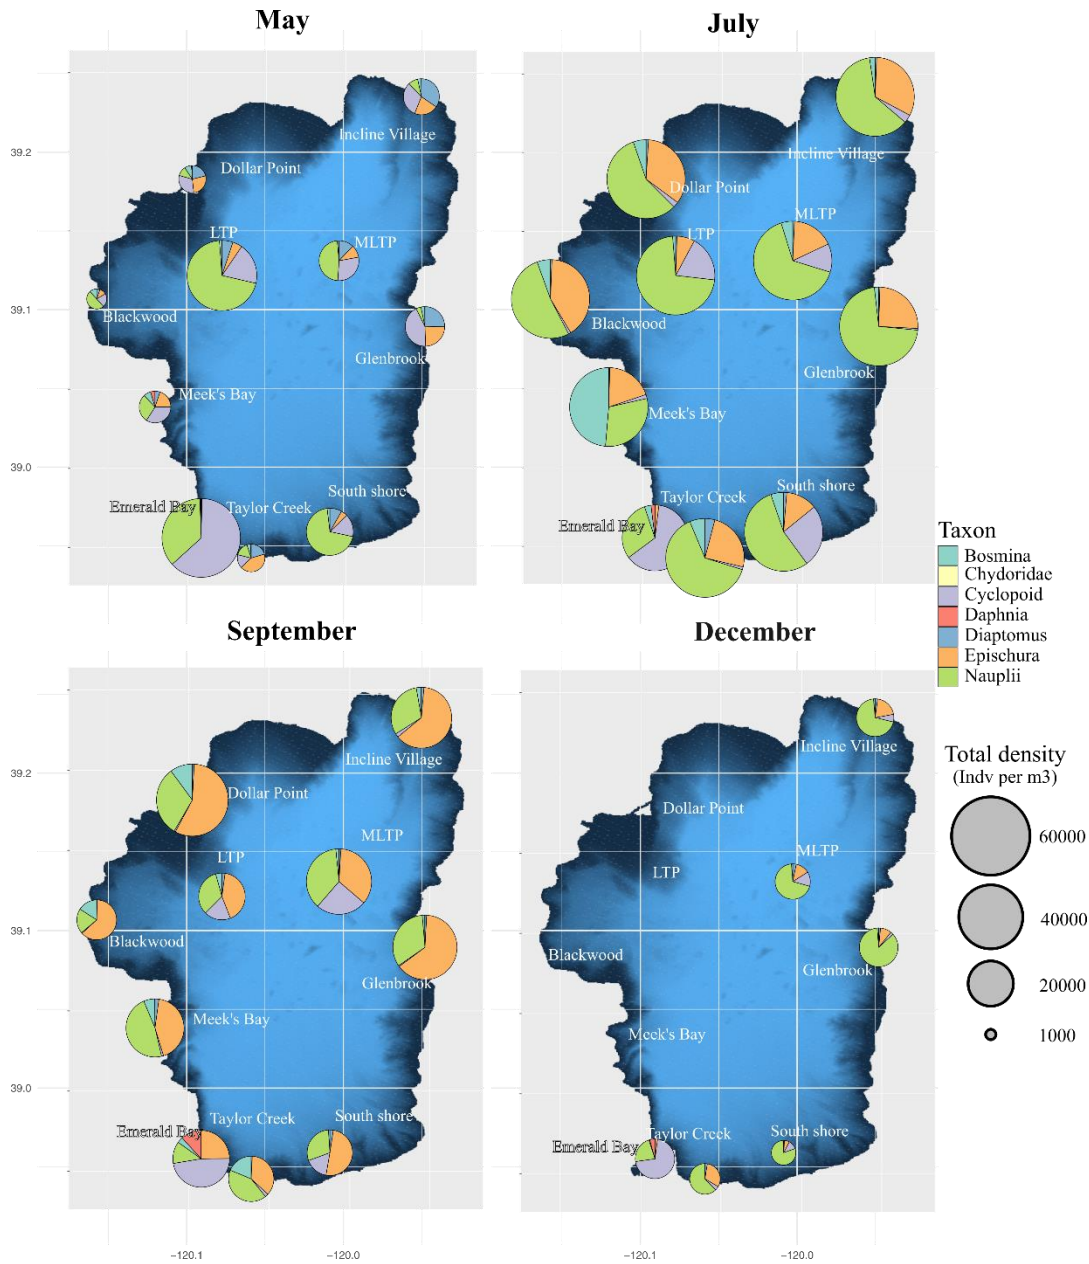 May
July
39.2
39.1
39.0
Incline Village
Dollar Point
LTP
MLTP
Blackwood
Glenbrook
Meek's Bay
South shore
Emerald Bay
Taylor Creek
Incline Village
Dollar Point
MLTP
LTP
Blackwood
Glenbrook
Meek's Bay
South shore
Taylor Creek
Emerald Bay
Taxon
Bosmina
Chydoridae
Cyclopoid
Daphnia
Diaptomus
Epischura
Nauplii
September
December
39.2
39.1
39.0
Incline Village
Dollar Point
MLTP
LTP
Blackwood
Glenbrook
Meek's Bay
Taylor Creek
South shore
Emerald Bay
Incline Village
Dollar Point
MLTP
LTP
Blackwood
Glenbrook
Meek's Bay
South shore
Taylor Creek
Emerald Bay
Total density
(Indv per m3)
60000
40000
20000
1000
−120.1
−120.0
−120.1
−120.0